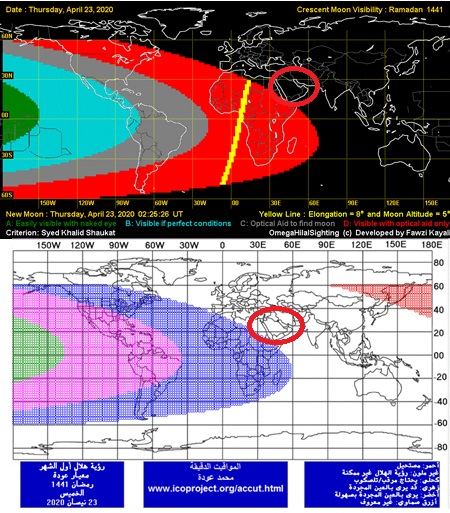 Date : Thursday, April 23, 2020 Crescent Moon Visibility : Ramadan 1441
60N
30N
00
30S
60S
150W 120W 90W 60W 30W 00 30E 60E 90E 120E 150E
New Moon : Thursday, April 23, 2020 02:25:26 UT Yellow Line : Elongation = 8° and Moon Altitude = 5°
A: Easily visible with naked eye B: Visible if perfect conditions C: Optical Aid to find moon D: Visible with optical aid only
Criterion: Syed Khalid Shaukat OmegaHilalSighting (c) Developed by Fawzi Kayali
150W 120W 90W 60W 30W 0 30E 60E 90E 120E 150E 180E
80
60
40
20
00
-20
-40
-60
-80
رؤية هلال أول الشهر
معيار عودة
رمضان 1441
الخميس
23 نيسان 2020
المواقيت الدقيقة
محمد عودة
www.icoproject.org/accut.html
أحمر: مستحيل
غير ملون: رؤية الهلال غير ممكنة
كحلي: يحتاج مرقب/تلسكوب
زهري: قد يرى بالعين المجردة
أخضر: يرى بالعين المجردة بسهولة
أزرق سماوي: غير معروف